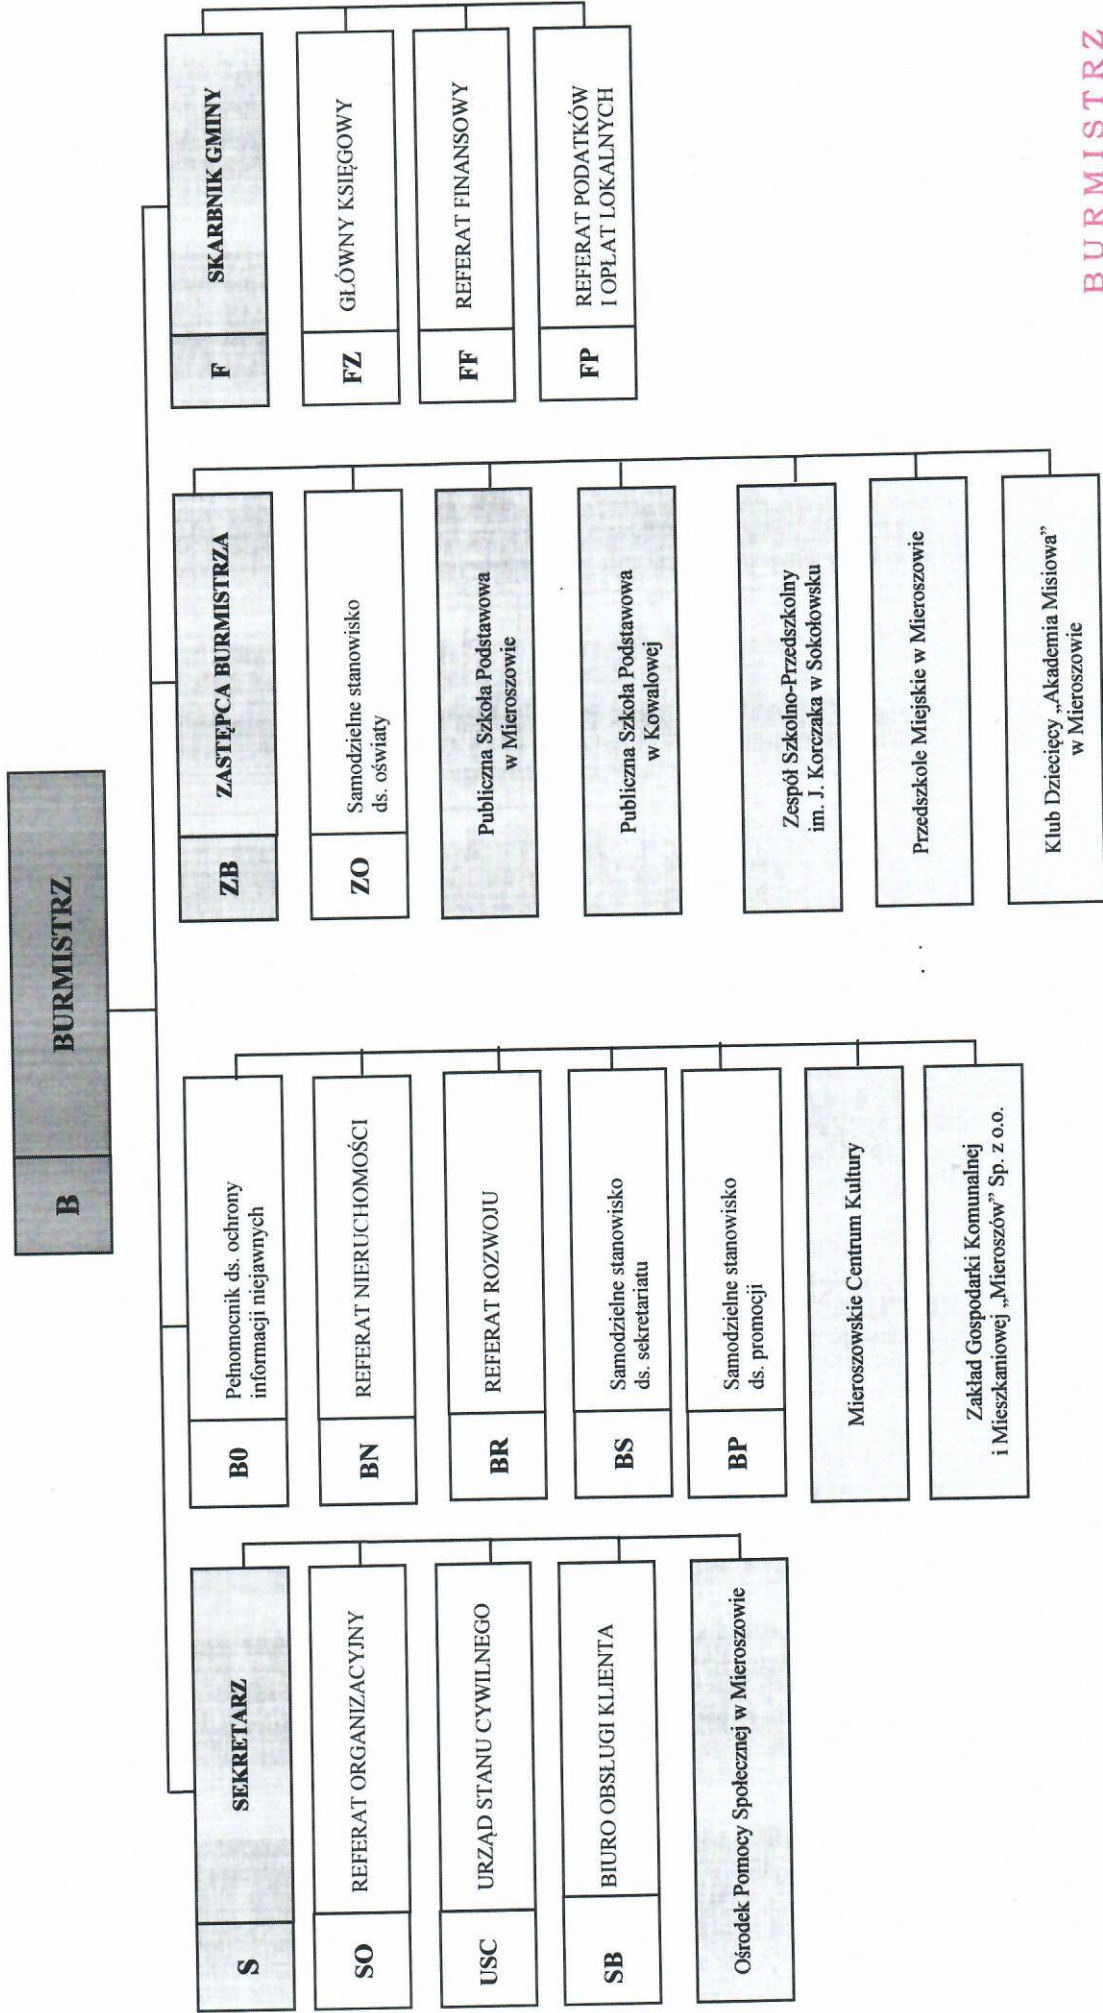 B
BURMISTRZ
S
SEKRETARZ
SO
REFERAT ORGANIZACYJNY
USC
URZĄD STANU CYWILNEGO
SB
BIURO OBSŁUGI KLIENTA
Ośrodek Pomocy Społecznej w Mieroszowie
B0
Pełnomocnik ds. ochrony
informacji niejawnych
BN
REFERAT NIERUCHOMOŚCI
BR
REFERAT ROZWOJU
BS
Samodzielne stanowisko
ds. sekretariatu
BP
Samodzielne stanowisko
ds. promocji
Mieroszowskie Centrum Kultury
Zakład Gospodarki Komunalnej
i Mieszkaniowej „Mieroszów” Sp. z o.o.
ZB
ZASTĘPCA BURMISTRZA
ZO
Samodzielne stanowisko
ds. oświaty
Publiczna Szkoła Podstawowa
w Mieroszowie
Publiczna Szkoła Podstawowa
w Kowalowej
Zespół Szkolno-Przedszkolny
im. J. Korczaka w Sokołowsku
Przedszkole Miejskie w Mieroszowie
Klub Dziecięcy „Akademia Misiowa”
w Mieroszowie
F
SKARBNIK GMINY
FZ
GŁÓWNY KSIĘGOWY
FF
REFERAT FINANSOWY
FP
REFERAT PODATKÓW
I OPŁAT LOKALNYCH
BURMISTRZ